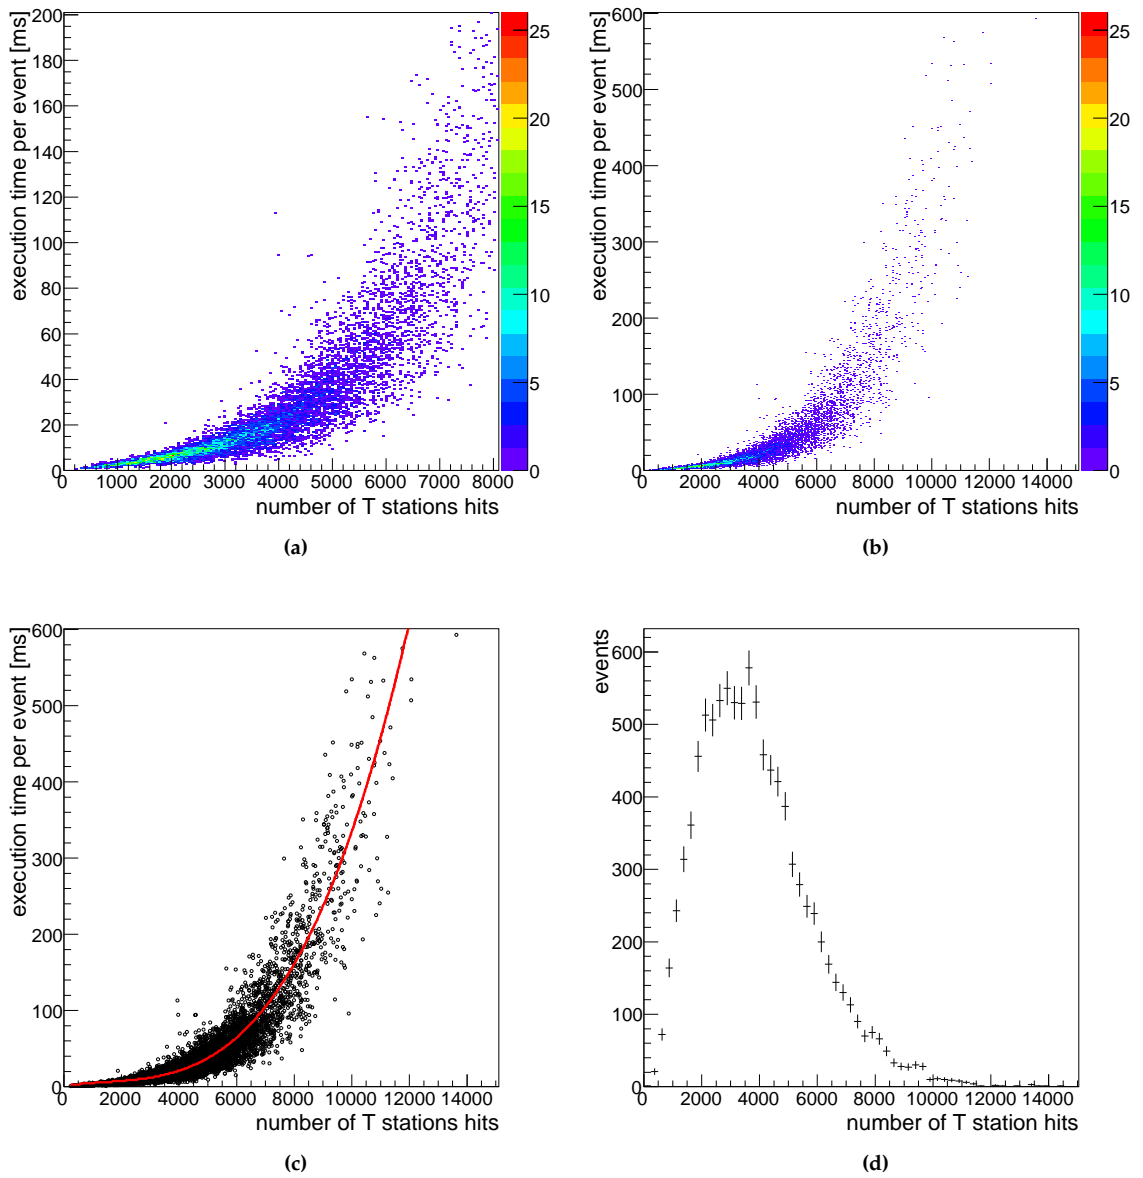 execution time per event [ms]
200
180
160
140
120
100
80
60
40
20
0
0 1000 2000 3000 4000 5000 6000 7000 8000
number of T stations hits
25
20
15
10
5
0
(a)
execution time per event [ms]
600
500
400
300
200
100
0
0 2000 4000 6000 8000 10000 12000 14000
number of T stations hits
25
20
15
10
5
0
(b)
execution time per event [ms]
600
500
400
300
200
100
0
0 2000 4000 6000 8000 10000 12000 14000
number of T stations hits
(c)
events
600
500
400
300
200
100
0
0 2000 4000 6000 8000 10000 12000 14000
number of T station hits
(d)